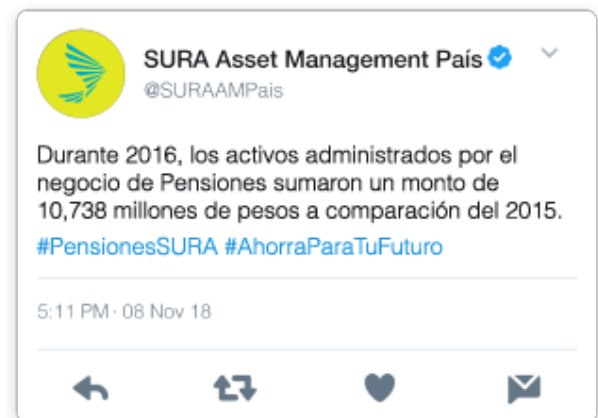 SURA Asset Management País
@SURAAMPais
Durante 2016, los activos administrados por el
negocio de Pensiones sumaron un monto de
10,738 millones de pesos a comparación del 2015.
#PensionesSURA #AhorraParaTuFuturo
5:11 PM · 08 Nov 18